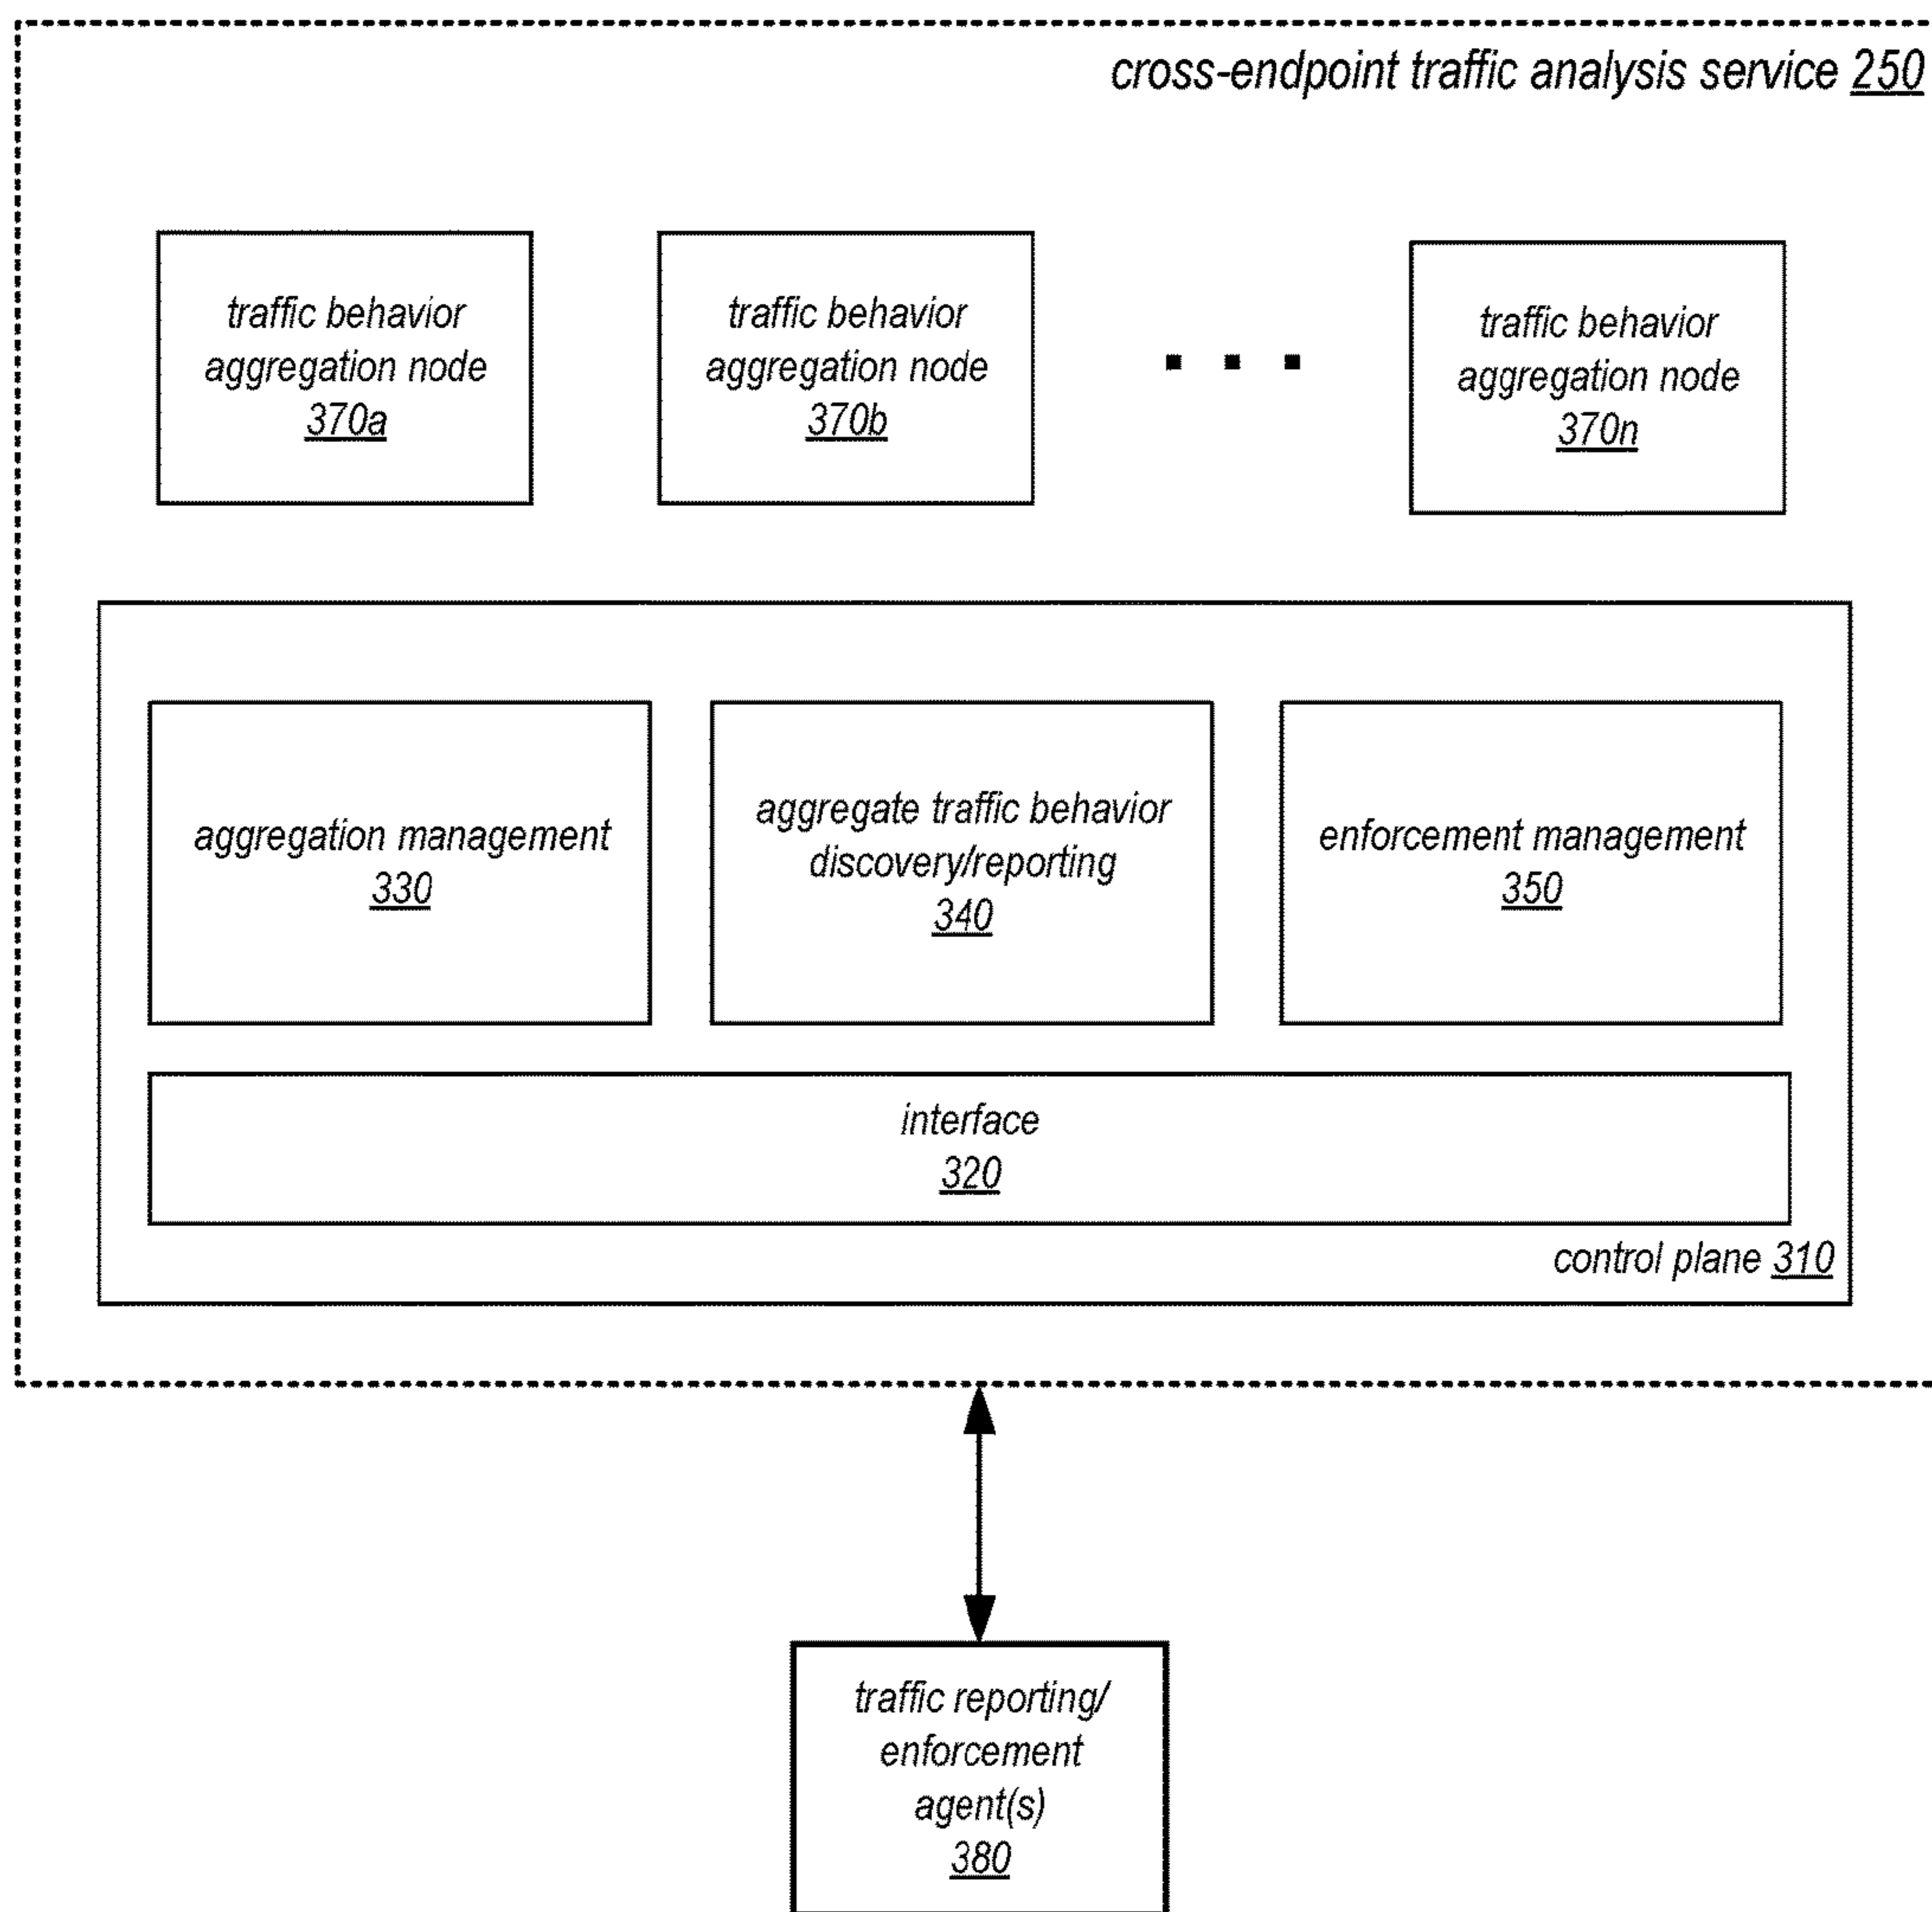 cross-endpoint traffic analysis service 250
traffic behavior
aggregation node
370a
traffic behavior
aggregation node
370b
traffic behavior
aggregation node
370n
aggregation management
330
aggregate traffic behavior
discovery/reporting
340
enforcement management
350
interface
320
control plane 310
traffic reporting/
enforcement
agent(s)
380